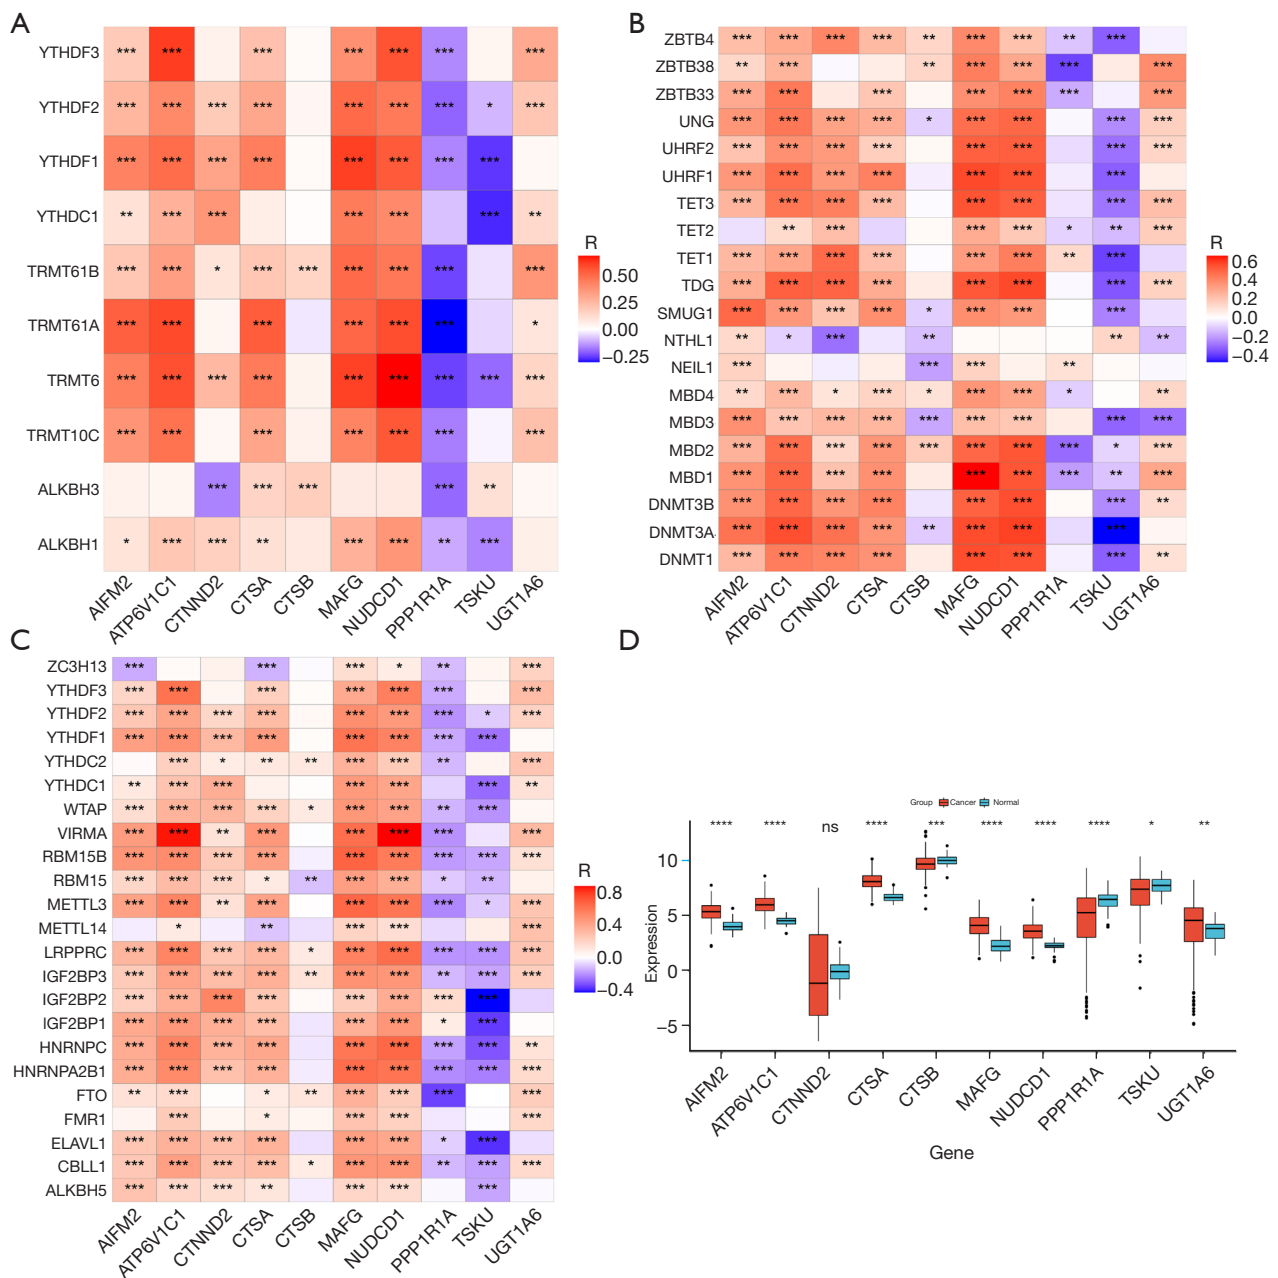 A
YTHDF3 *** *** *** *** *** *** ***
YTHDF2 *** *** *** *** *** *** *** * ***
YTHDF1 *** *** *** *** *** *** *** ***
YTHDC1 ** *** *** *** *** *** **
TRMT61B *** *** * *** *** *** *** *** ***
TRMT61A *** *** *** *** *** *** *
TRMT6 *** *** *** *** *** *** *** *** ***
TRMT10C *** *** *** *** *** *** ***
ALKBH3 *** *** *** *** **
ALKBH1 * *** *** ** *** *** ** ***
AIFM2 ATP6V1C1 CTNND2 CTSA CTSB MAFG NUDCD1 PPP1R1A TSKU UGT1A6
R
0.50
0.25
0.00
−0.25
B
ZBTB4 *** *** *** *** ** *** *** ** ***
ZBTB38 ** *** ** *** *** *** ***
ZBTB33 *** *** *** *** *** *** ***
UNG *** *** *** *** * *** *** *** ***
UHRF2 *** *** *** *** *** *** *** ***
UHRF1 *** *** *** *** *** *** ***
TET3 *** *** *** *** *** *** *** ***
TET2 ** *** *** *** * ** ***
TET1 *** *** *** *** *** *** ** ***
TDG *** *** *** *** *** *** *** ***
SMUG1 *** *** *** *** * *** *** ***
NTHL1 ** * *** ** ** **
NEIL1 *** *** *** **
MBD4 ** *** * *** * *** *** * **
MBD3 *** *** *** *** *** *** *** *** ***
MBD2 *** *** *** *** *** *** *** *** * ***
MBD1 *** *** *** *** *** *** *** ** ***
DNMT3B *** *** *** *** *** *** *** **
DNMT3A *** *** *** *** ** *** *** ***
DNMT1 *** *** *** *** *** *** *** **
AIFM2 ATP6V1C1 CTNND2 CTSA CTSB MAFG NUDCD1 PPP1R1A TSKU UGT1A6
R
0.6
0.4
0.2
0.0
−0.2
−0.4
C
ZC3H13 *** *** *** * ** ***
YTHDF3 *** *** *** *** *** *** ***
YTHDF2 *** *** *** *** *** *** *** * ***
YTHDF1 *** *** *** *** *** *** *** ***
YTHDC2 *** * ** ** *** *** ** ***
YTHDC1 ** *** *** *** *** *** **
WTAP *** *** *** *** * *** *** ** ***
VIRMA *** *** ** *** *** *** *** ***
RBM15B *** *** *** *** *** *** *** *** ***
RBM15 *** *** *** * ** *** *** * **
METTL3 *** *** ** *** *** *** *** * ***
METTL14 * ** *** *** ***
LRPPRC *** *** *** *** * *** *** *** *** ***
IGF2BP3 *** *** *** *** ** *** *** ** *** ***
IGF2BP2 *** *** *** *** *** *** *** ***
IGF2BP1 *** *** *** *** *** *** * ***
HNRNPC *** *** *** *** *** *** *** *** **
HNRNPA2B1 *** *** *** *** *** *** *** *** ***
FTO ** *** * ** *** *** *** ***
FMR1 *** * *** *** ***
ELAVL1 *** *** *** *** *** *** * ***
CBLL1 *** *** *** *** * *** *** ** *** ***
ALKBH5 *** *** *** ** *** *** ***
AIFM2 ATP6V1C1 CTNND2 CTSA CTSB MAFG NUDCD1 PPP1R1A TSKU UGT1A6
R
0.8
0.4
0.0
−0.4
D
Group Cancer Normal
**** **** ns **** *** **** **** **** * **
Expression
10
5
0
−5
AIFM2 ATP6V1C1 CTNND2 CTSA CTSB MAFG NUDCD1 PPP1R1A TSKU UGT1A6
Gene